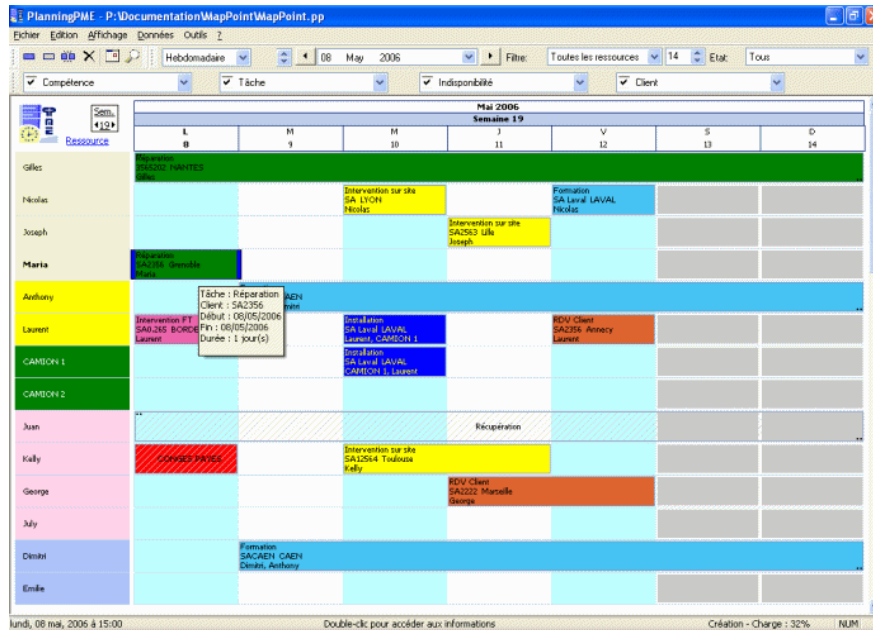 PlanningPME - P:\Documentation\MapPoint\MapPoint.pp
Fichier Edition Affichage Données Outils ?
Hebdomadaire 08 May 2006 Filtre: Toutes les ressources 14 Etat: Tous
Compétence Tâche Indisponibilité Client
Mai 2006
Semaine 19
Sem.
19
Ressource
L M M J V S D
8 9 10 11 12 13 14
Gilles
Réparation
3565202 NANTES
Gilles
Nicolas
Intervention sur site
SA LYON
Nicolas
Formation
SA Laval LAVAL
Nicolas
Joseph
Intervention sur site
SA2563 Lille
Joseph
Maria
Réparation
SA2356 Grenoble
Maria
Tâche : Réparation
Client : SA2356
Début : 08/05/2006
Fin : 08/05/2006
Durée : 1 jour(s)
Anthony
AEN
Laurent
Intervention FT
SA0.265 BORDE
Laurent
Installation
SA Laval LAVAL
Laurent, CAMION 1
RDV Client
SA2356 Annecy
Laurent
CAMION 1
Installation
SA Laval LAVAL
CAMION 1, Laurent
CAMION 2
Juan
Récupération
Kelly
CONGES PAYES
Intervention sur site
SA12564 Toulouse
Kelly
George
RDV Client
SA2222 Marseille
George
July
Dimitri
Formation
SACAEN CAEN
Dimitri, Anthony
Emilie
lundi, 08 mai, 2006 à 15:00 Double-clic pour accéder aux informations Création - Charge : 32% NUM